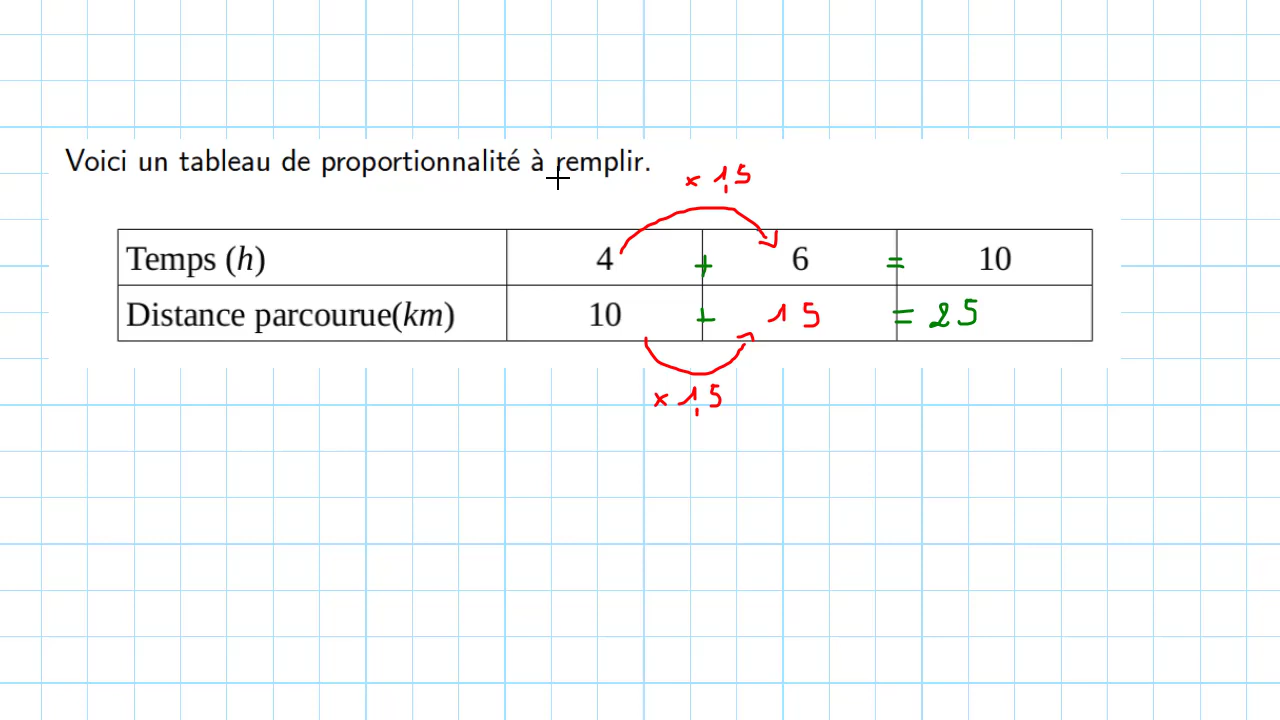 Voici un tableau de proportionnalité à remplir.
× 1,5
Temps (h) 4 + 6 = 10
Distance parcourue(km) 10 + 15 = 25
× 1,5